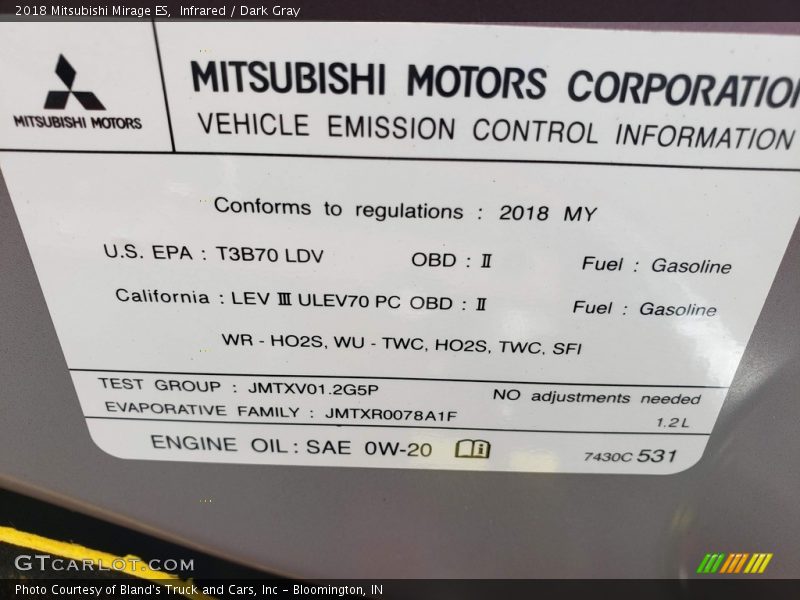 2018 Mitsubishi Mirage ES, Infrared / Dark Gray
MITSUBISHI MOTORS
MITSUBISHI MOTORS CORPORATION
VEHICLE EMISSION CONTROL INFORMATION
Conforms to regulations : 2018 MY
U.S. EPA : T3B70 LDV OBD : Ⅱ Fuel : Gasoline
California : LEV Ⅲ ULEV70 PC OBD : Ⅱ Fuel : Gasoline
WR - HO2S, WU - TWC, HO2S, TWC, SFI
TEST GROUP : JMTXV01.2G5P NO adjustments needed
EVAPORATIVE FAMILY : JMTXR0078A1F 1.2L
ENGINE OIL : SAE 0W-20 7430C 531
GTCARLOT.COM
Photo Courtesy of Bland's Truck and Cars, Inc – Bloomington, IN